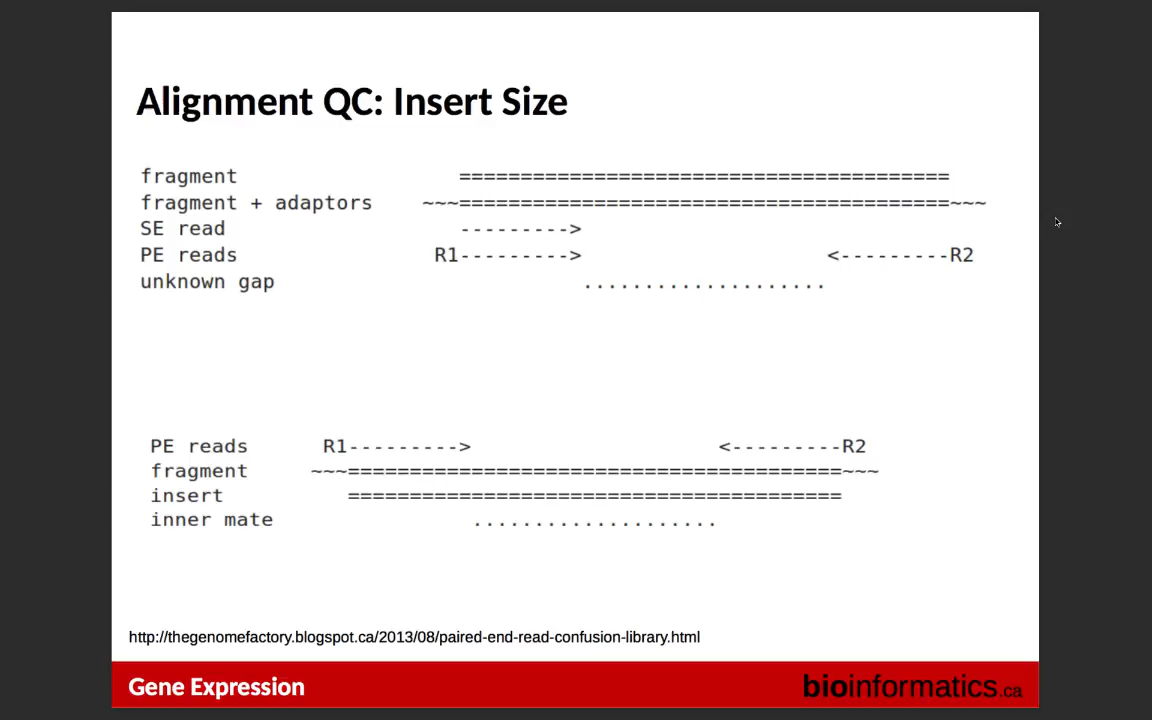 Alignment QC: Insert Size
fragment ========================================
fragment + adaptors ~~~========================================~~~
SE read --------->
PE reads R1---------> <---------R2
unknown gap ....................
PE reads R1---------> <---------R2
fragment ~~~========================================~~~
insert ========================================
inner mate ....................
http://thegenomefactory.blogspot.ca/2013/08/paired-end-read-confusion-library.html
Gene Expression bioinformatics.ca